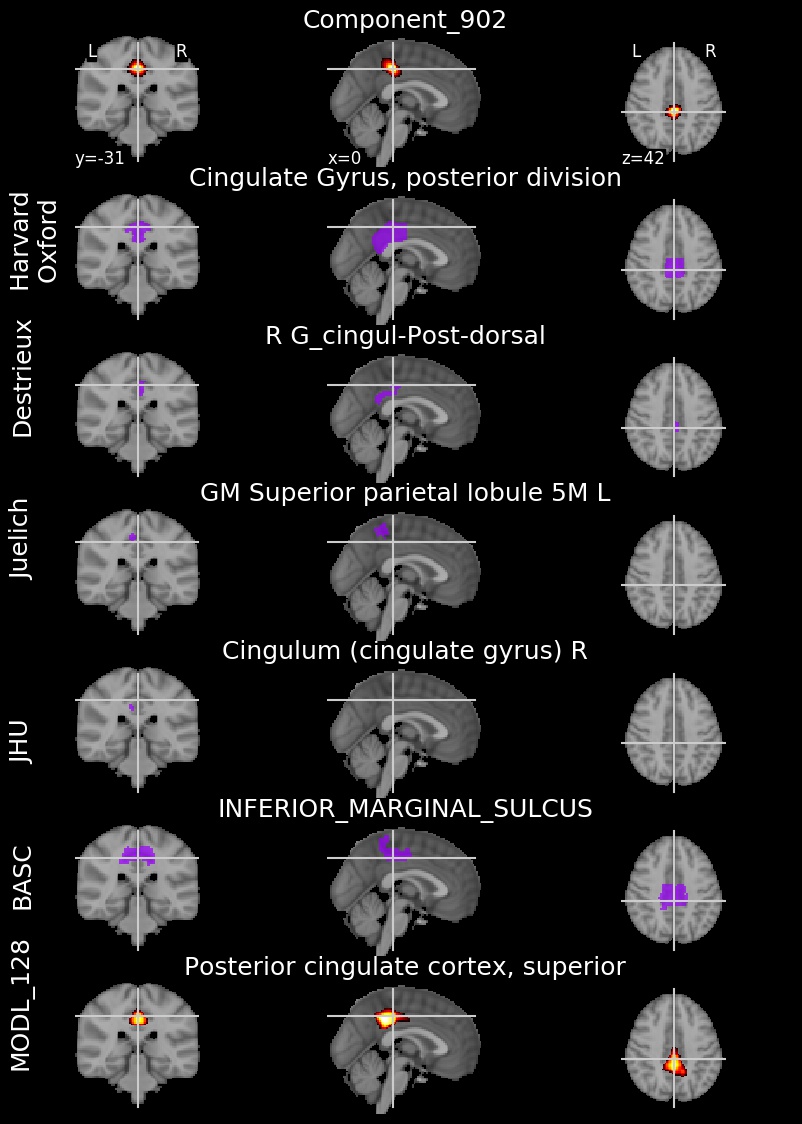 Component_902
L R
L R
y=-31
x=0
z=42
Cingulate Gyrus, posterior division
Harvard
Oxford
R G_cingul-Post-dorsal
Destrieux
GM Superior parietal lobule 5M L
Juelich
Cingulum (cingulate gyrus) R
JHU
INFERIOR_MARGINAL_SULCUS
BASC
Posterior cingulate cortex, superior
MODL_128